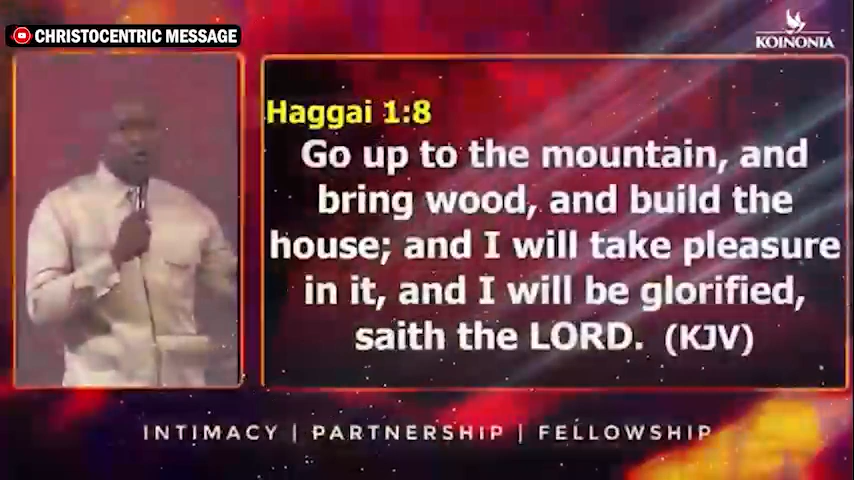 CHRISTOCENTRIC MESSAGE
KOINONIA
Haggai 1:8
Go up to the mountain, and
bring wood, and build the
house; and I will take pleasure
in it, and I will be glorified,
saith the LORD. (KJV)
INTIMACY | PARTNERSHIP | FELLOWSHIP